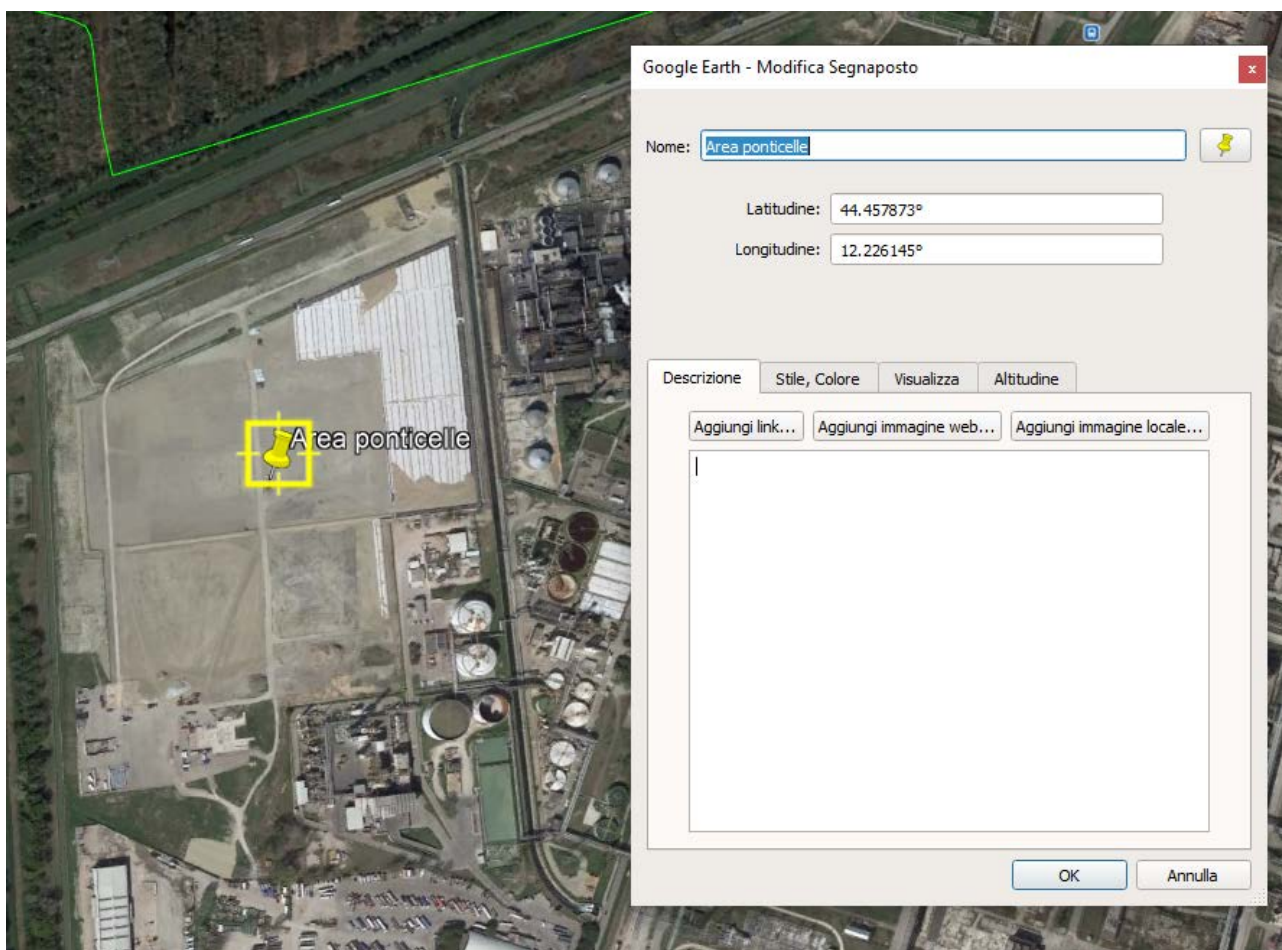 Google Earth - Modifica Segnaposto
x
Nome: Area ponticelle
Latitudine: 44.457873°
Longitudine: 12.226145°
Descrizione Stile, Colore Visualizza Altitudine
Aggiungi link... Aggiungi immagine web... Aggiungi immagine locale...
Area ponticelle
OK Annulla